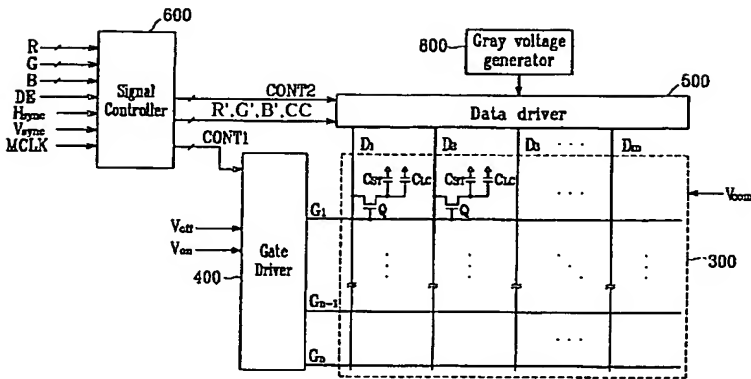 600
R
G
B
DE
Hsync
Vsync
MCLK
Signal
Controller
CONT2
R',G',B',CC
CONT1
800
Gray voltage
generator
500
Data driver
D1
D2
D3
...
Dm
CST
CLC
CST
CLC
...
Vcom
G1
Q
Q
Voff
Von
400
Gate
Driver
300
Gn-1
...
Gn
...